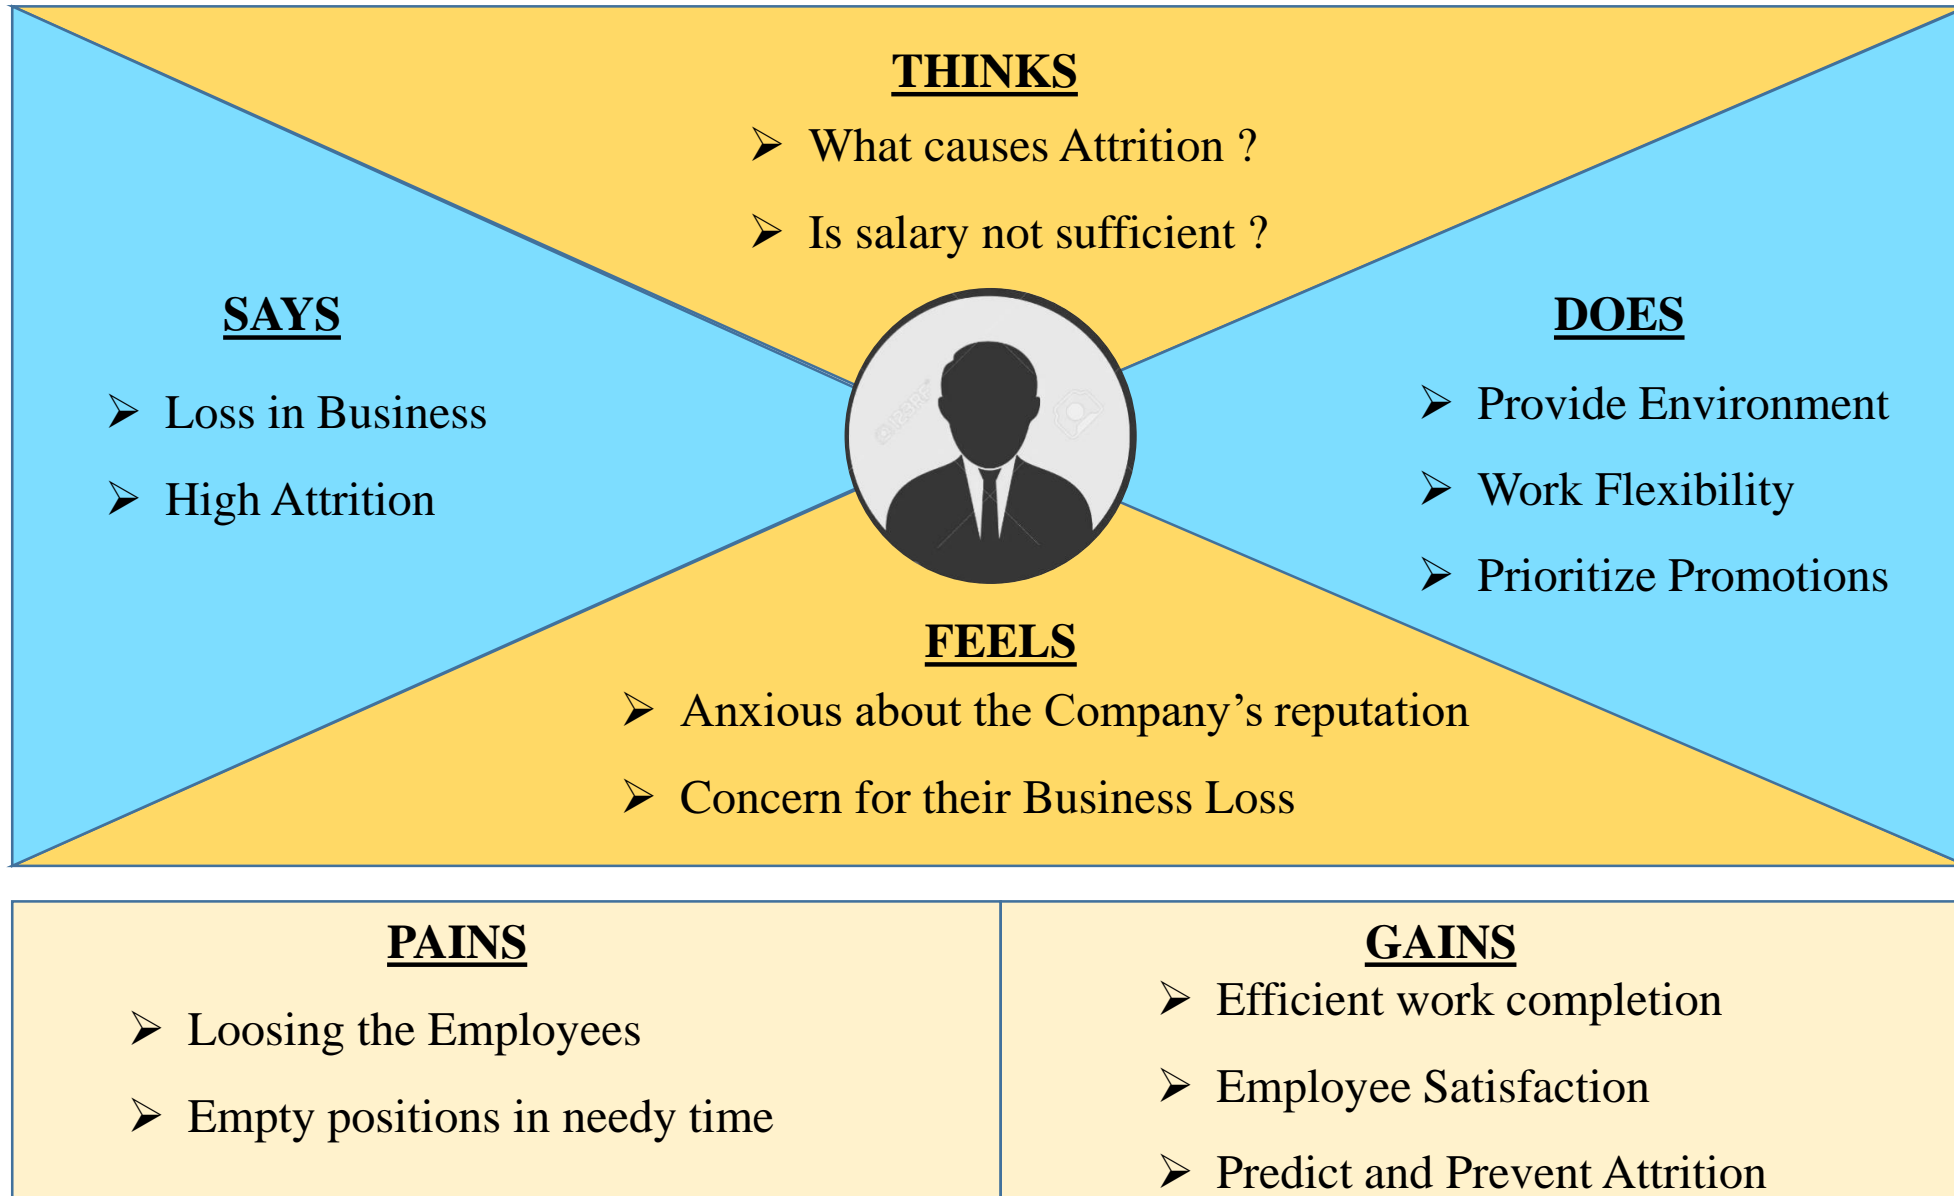 THINKS
➢ What causes Attrition ?
➢ Is salary not sufficient ?
SAYS
➢ Loss in Business
➢ High Attrition
DOES
➢ Provide Environment
➢ Work Flexibility
➢ Prioritize Promotions
@123RF
FEELS
➢ Anxious about the Company’s reputation
➢ Concern for their Business Loss
PAINS
➢ Loosing the Employees
➢ Empty positions in needy time
GAINS
➢ Efficient work completion
➢ Employee Satisfaction
➢ Predict and Prevent Attrition